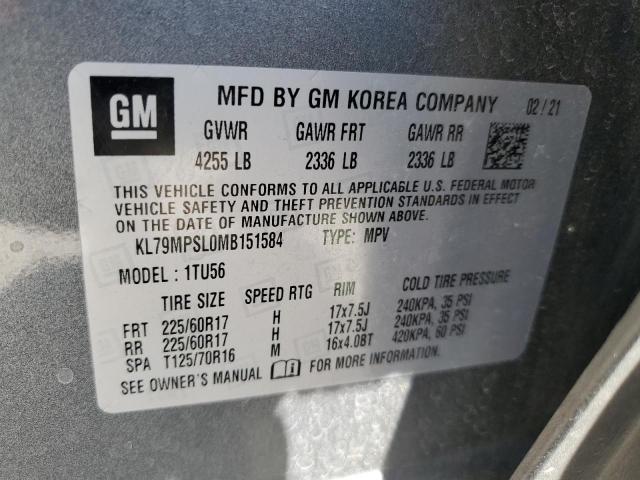 GM MFD BY GM KOREA COMPANY 02/21
GVWR GAWR FRT GAWR RR
4255 LB 2336 LB 2336 LB
THIS VEHICLE CONFORMS TO ALL APPLICABLE U.S. FEDERAL MOTOR
VEHICLE SAFETY AND THEFT PREVENTION STANDARDS IN EFFECT
ON THE DATE OF MANUFACTURE SHOWN ABOVE.
KL79MPSL0MB151584 TYPE: MPV
MODEL: 1TU56
TIRE SIZE SPEED RTG RIM COLD TIRE PRESSURE
FRT 225/60R17 H 17x7.5J 240KPA, 35 PSI
RR 225/60R17 H 17x7.5J 240KPA, 35 PSI
SPA T125/70R16 M 16x4.0BT 420KPA, 60 PSI
SEE OWNER'S MANUAL FOR MORE INFORMATION.